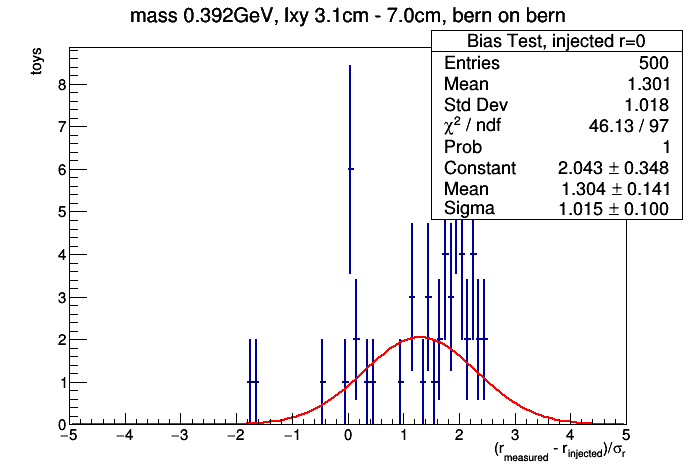 mass 0.392GeV, lxy 3.1cm - 7.0cm, bern on bern
Bias Test, injected r=0
Entries 500
Mean 1.301
Std Dev 1.018
χ² / ndf 46.13 / 97
Prob 1
Constant 2.043 ± 0.348
Mean 1.304 ± 0.141
Sigma 1.015 ± 0.100
toys
8
7
6
5
4
3
2
1
0
−5 −4 −3 −2 −1 0 1 2 3 4 5
(r_measured - r_injected)/σ_r